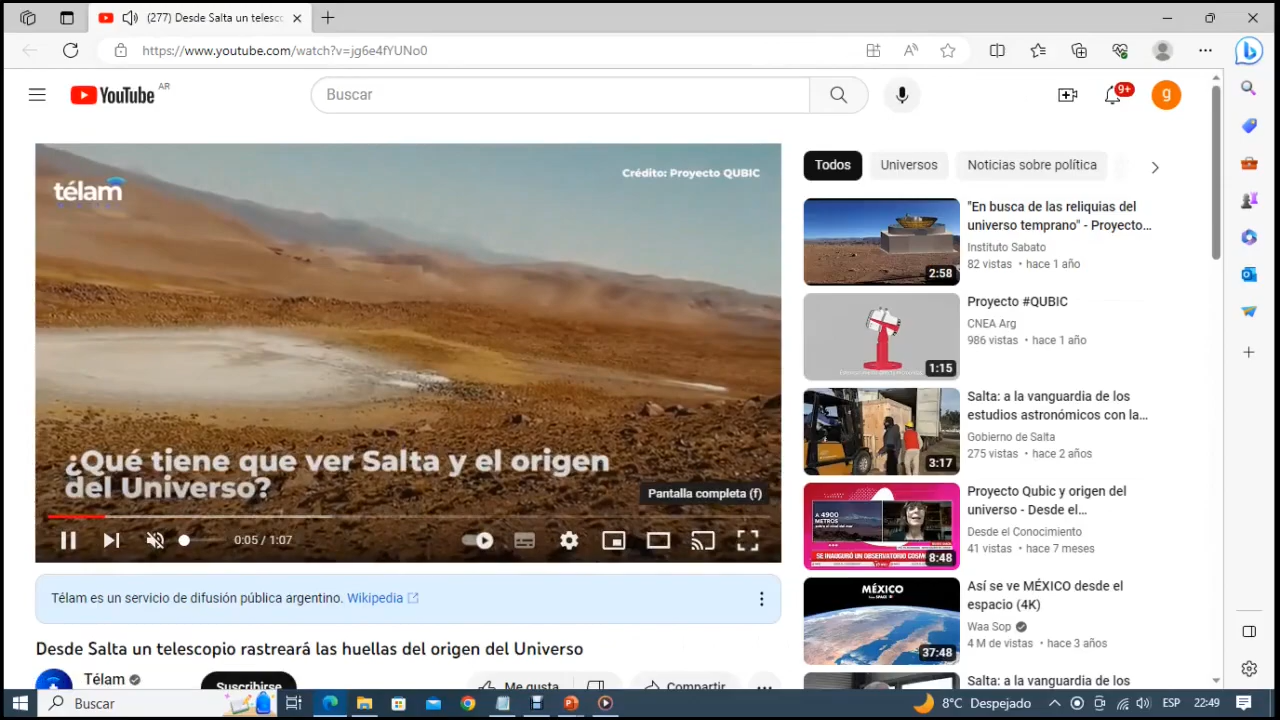 (277) Desde Salta un telesco
https://www.youtube.com/watch?v=jg6e4fYUNo0
YouTube
AR
Buscar
9+
g
télam
Crédito: Proyecto QUBIC
¿Qué tiene que ver Salta y el origen
del Universo?
Pantalla completa (f)
0:05 / 1:07
Télam es un servicio de difusión pública argentino. Wikipedia
Desde Salta un telescopio rastreará las huellas del origen del Universo
Télam
Suscribirse
Me gusta
Compartir
Todos
Universos
Noticias sobre política
2:58
"En busca de las reliquias del
universo temprano" - Proyecto...
Instituto Sabato
82 vistas • hace 1 año
1:15
Proyecto #QUBIC
CNEA Arg
986 vistas • hace 1 año
3:17
Salta: a la vanguardia de los
estudios astronómicos con la...
Gobierno de Salta
275 vistas • hace 2 años
A 4900
METROS
SE INAUGURÓ UN OBSERVATORIO COSM
8:48
Proyecto Qubic y origen del
universo - Desde el...
Desde el Conocimiento
41 vistas • hace 7 meses
MÉXICO
37:48
Así se ve MÉXICO desde el
espacio (4K)
Waa Sop
4 M de vistas • hace 3 años
Salta: a la vanguardia de los
Buscar
8°C Despejado
ESP
22:49